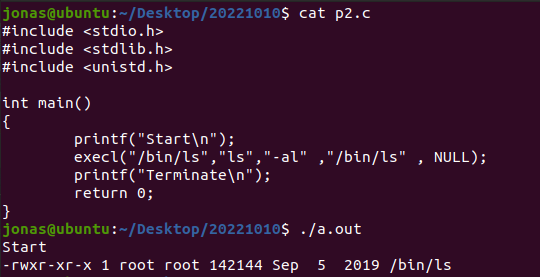 jonas@ubuntu:~/Desktop/20221010$ cat p2.c
#include <stdio.h>
#include <stdlib.h>
#include <unistd.h>

int main()
{
        printf("Start\n");
        execl("/bin/ls","ls","-al" ,"/bin/ls" , NULL);
        printf("Terminate\n");
        return 0;
}
jonas@ubuntu:~/Desktop/20221010$ ./a.out
Start
-rwxr-xr-x 1 root root 142144 Sep  5  2019 /bin/ls